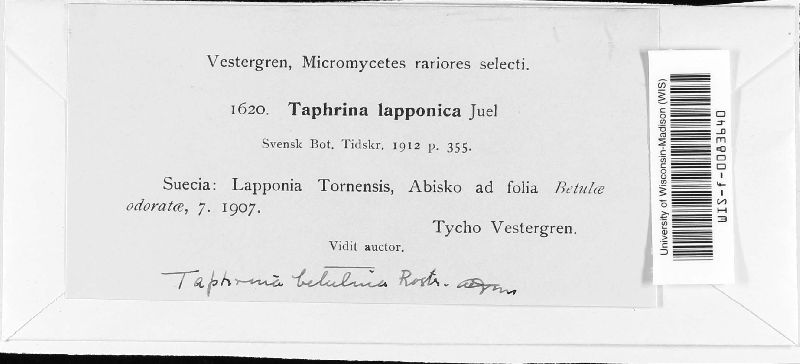 Vestergren, Micromycetes rariores selecti.
1620. Taphrina lapponica Juel
Svensk Bot. Tidskr. 1912 p. 355.
Suecia: Lapponia Tornensis, Abisko ad folia Betulæ
odoratæ, 7. 1907.
Tycho Vestergren.
Vidit auctor.
Taphrina betulina Rostr.
University of Wisconsin-Madison (WIS)
WIS-f-0098340